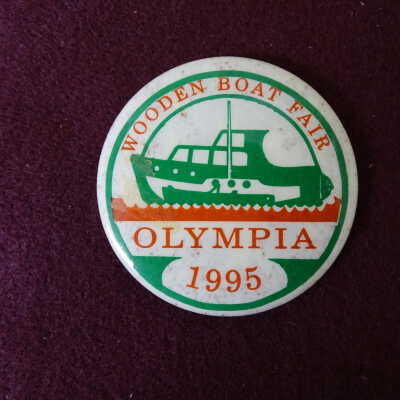 WOODEN BOAT FAIR
OLYMPIA
1995